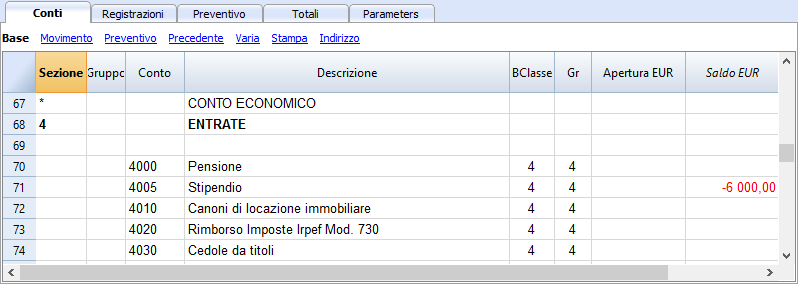 Conti Registrazioni Preventivo Totali Parameters
Base Movimento Preventivo Precedente Varia Stampa Indirizzo
Sezione Gruppo Conto Descrizione BClasse Gr Apertura EUR Saldo EUR
67 * CONTO ECONOMICO
68 4 ENTRATE
69
70 4000 Pensione 4 4
71 4005 Stipendio 4 4 -6 000,00
72 4010 Canoni di locazione immobiliare 4 4
73 4020 Rimborso Imposte Irpef Mod. 730 4 4
74 4030 Cedole da titoli 4 4